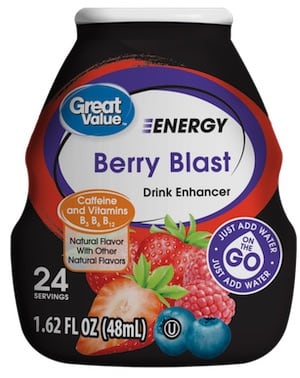 Great
Value™
ENERGY
Berry Blast
Drink Enhancer
Caffeine
and Vitamins
B₃ B₆ B₁₂
Natural Flavor
With Other
Natural Flavors
24
SERVINGS
JUST ADD WATER
ON THE
GO
JUST ADD WATER
1.62 FL OZ (48mL)
U